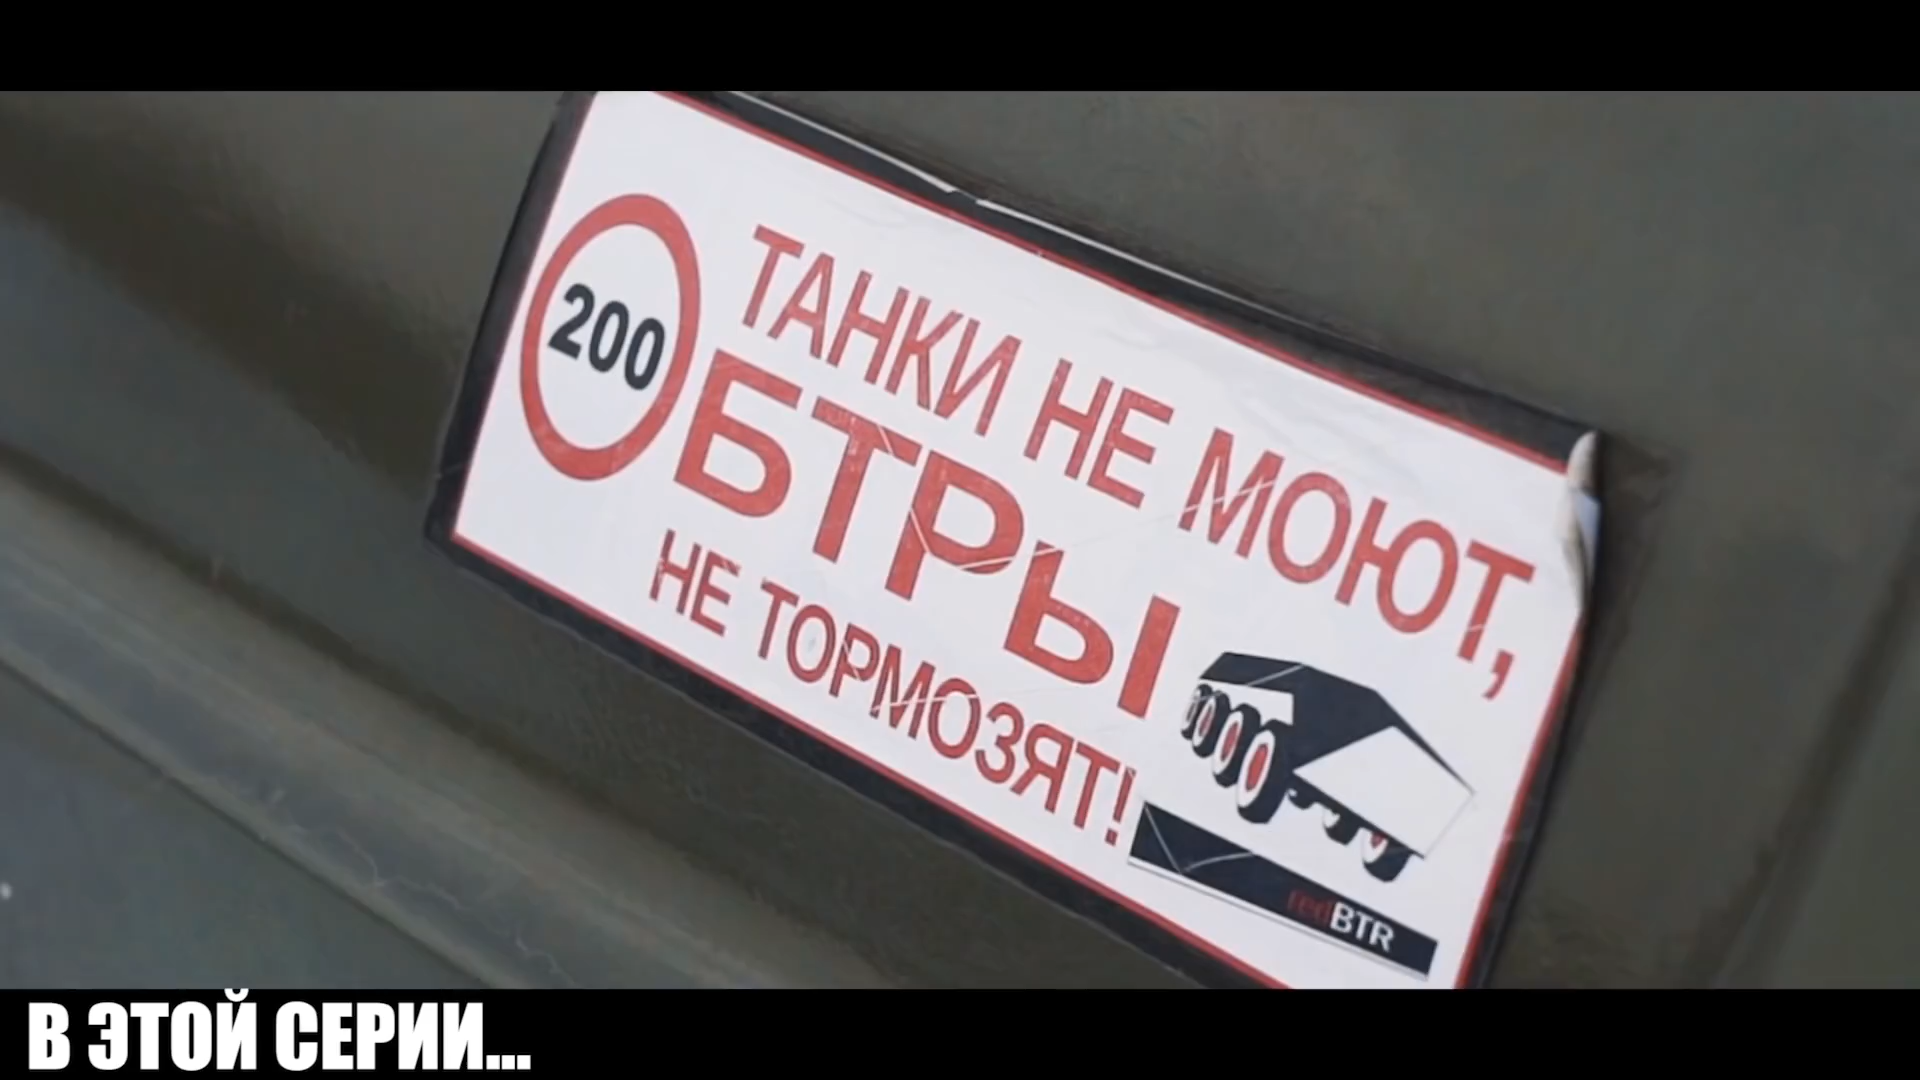 200
ТАНКИ НЕ МОЮТ,
БТРЫ
НЕ ТОРМОЗЯТ!
redBTR
В ЭТОЙ СЕРИИ...